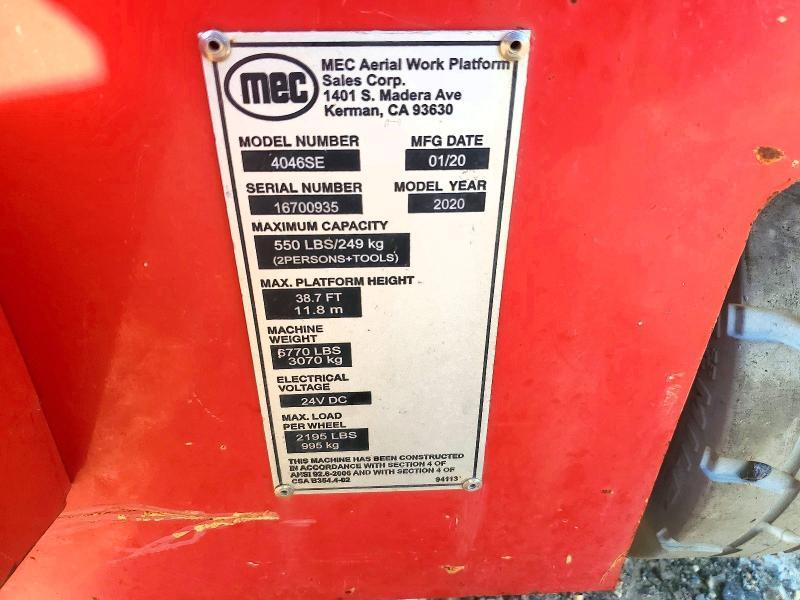 mec
MEC Aerial Work Platform
Sales Corp.
1401 S. Madera Ave
Kerman, CA 93630
MODEL NUMBER
4046SE
MFG DATE
01/20
SERIAL NUMBER
16700935
MODEL YEAR
2020
MAXIMUM CAPACITY
550 LBS/249 kg
(2PERSONS+TOOLS)
MAX. PLATFORM HEIGHT
38.7 FT
11.8 m
MACHINE
WEIGHT
6770 LBS
3070 kg
ELECTRICAL
VOLTAGE
24V DC
MAX. LOAD
PER WHEEL
2195 LBS
995 kg
THIS MACHINE HAS BEEN CONSTRUCTED
IN ACCORDANCE WITH SECTION 4 OF
ANSI 92.6-2006 AND WITH SECTION 4 OF
CSA B354.4-02
94113